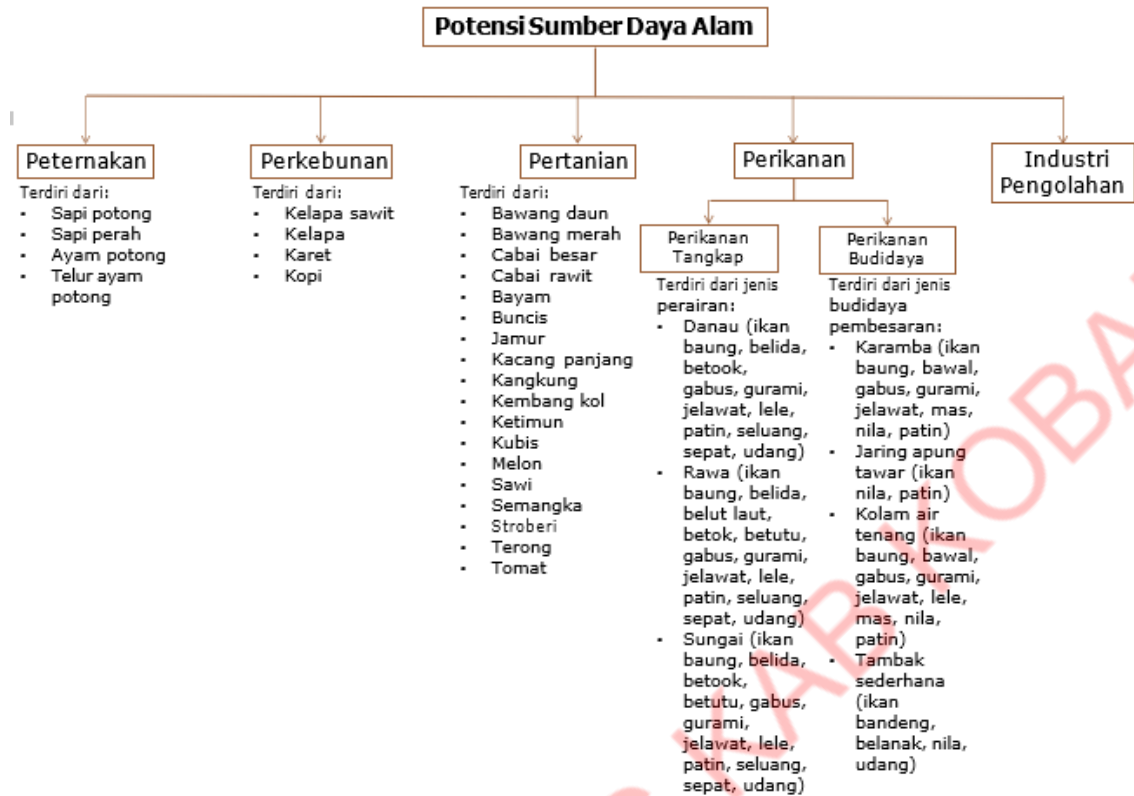 Potensi Sumber Daya Alam
Peternakan
Terdiri dari:
▪ Sapi potong
▪ Sapi perah
▪ Ayam potong
▪ Telur ayam
potong
Perkebunan
Terdiri dari:
▪ Kelapa sawit
▪ Kelapa
▪ Karet
▪ Kopi
Pertanian
Terdiri dari:
▪ Bawang daun
▪ Bawang merah
▪ Cabai besar
▪ Cabai rawit
▪ Bayam
▪ Buncis
▪ Jamur
▪ Kacang panjang
▪ Kangkung
▪ Kembang kol
▪ Ketimun
▪ Kubis
▪ Melon
▪ Sawi
▪ Semangka
▪ Stroberi
▪ Terong
▪ Tomat
Perikanan
Perikanan
Tangkap
Terdiri dari jenis
perairan:
▪ Danau (ikan
baung, belida,
betook,
gabus, gurami,
jelawat, lele,
patin, seluang,
sepat, udang)
▪ Rawa (ikan
baung, belida,
belut laut,
betok, betutu,
gabus, gurami,
jelawat, lele,
patin, seluang,
sepat, udang)
▪ Sungai (ikan
baung, belida,
betook,
betutu, gabus,
gurami,
jelawat, lele,
patin, seluang,
sepat, udang)
Perikanan
Budidaya
Terdiri dari jenis
budidaya
pembesaran:
▪ Karamba (ikan
baung, bawal,
gabus, gurami,
jelawat, mas,
nila, patin)
▪ Jaring apung
tawar (ikan
nila, patin)
▪ Kolam air
tenang (ikan
baung, bawal,
gabus, gurami,
jelawat, lele,
mas, nila,
patin)
▪ Tambak
sederhana
(ikan
bandeng,
belanak, nila,
udang)
Industri
Pengolahan
KAB